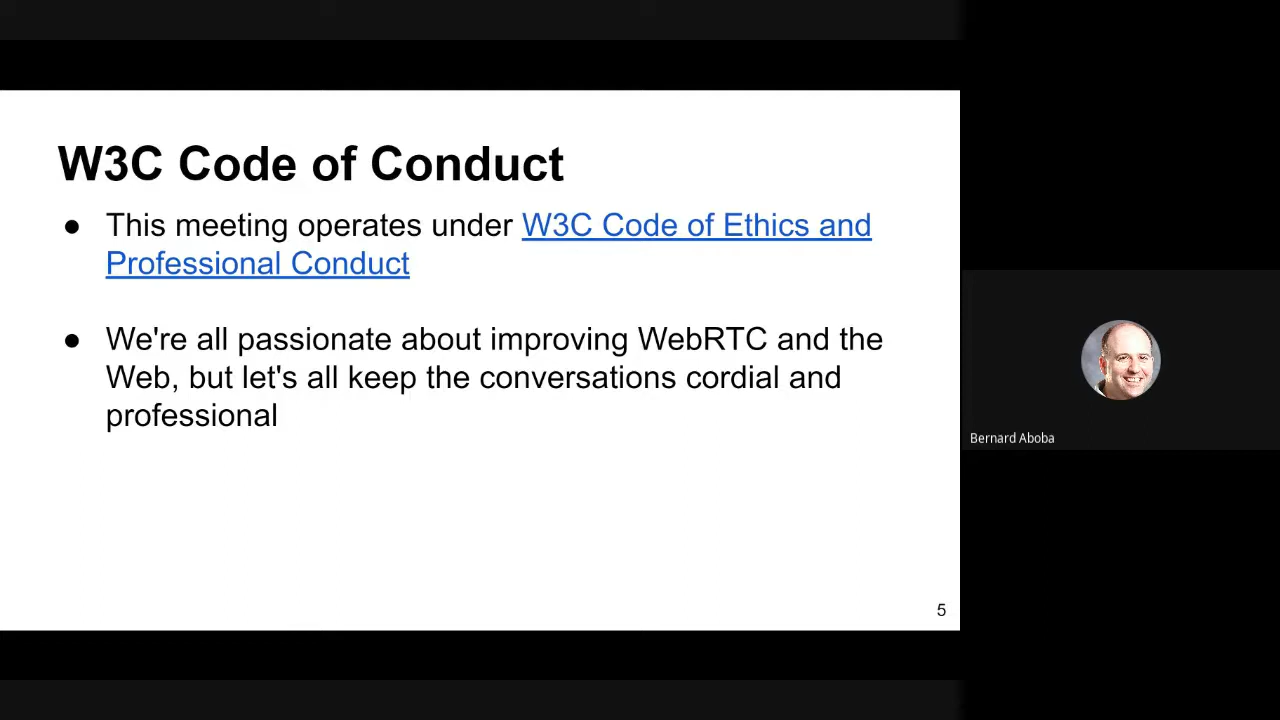 W3C Code of Conduct
● This meeting operates under W3C Code of Ethics and
Professional Conduct
● We're all passionate about improving WebRTC and the
Web, but let's all keep the conversations cordial and
professional
Bernard Aboba
5